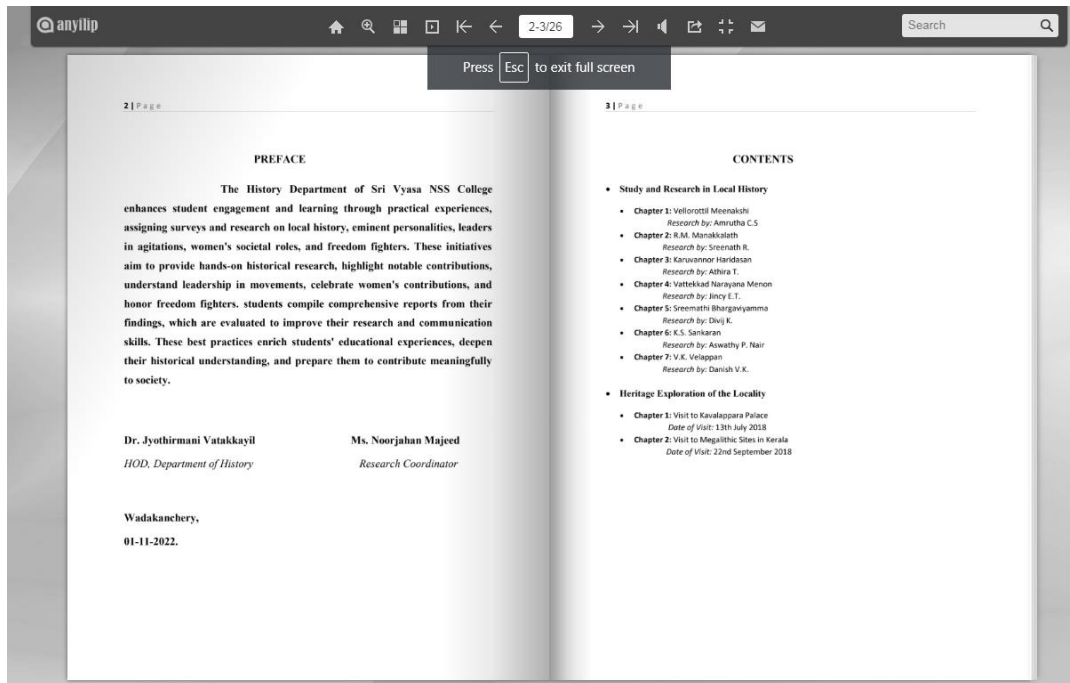 anyflip
2-3/26
Search
Press Esc to exit full screen
2 | Page
PREFACE
The History Department of Sri Vyasa NSS College
enhances student engagement and learning through practical experiences,
assigning surveys and research on local history, eminent personalities, leaders
in agitations, women's societal roles, and freedom fighters. These initiatives
aim to provide hands-on historical research, highlight notable contributions,
understand leadership in movements, celebrate women's contributions, and
honor freedom fighters. students compile comprehensive reports from their
findings, which are evaluated to improve their research and communication
skills. These best practices enrich students' educational experiences, deepen
their historical understanding, and prepare them to contribute meaningfully
to society.
Dr. Jyothirmani Vatakkayil Ms. Noorjahan Majeed
HOD, Department of History Research Coordinator
Wadakanchery,
01-11-2022.
3 | Page
CONTENTS
• Study and Research in Local History
• Chapter 1: Vellorottil Meenakshi
Research by: Amrutha C.S
• Chapter 2: R.M. Manakkalath
Research by: Sreenath R.
• Chapter 3: Karuvannor Haridasan
Research by: Athira T.
• Chapter 4: Vattekkad Narayana Menon
Research by: Jincy E.T.
• Chapter 5: Sreemathi Bhargaviyamma
Research by: Divij K.
• Chapter 6: K.S. Sankaran
Research by: Aswathy P. Nair
• Chapter 7: V.K. Velappan
Research by: Danish V.K.
• Heritage Exploration of the Locality
• Chapter 1: Visit to Kavalappara Palace
Date of Visit: 13th July 2018
• Chapter 2: Visit to Megalithic Sites in Kerala
Date of Visit: 22nd September 2018